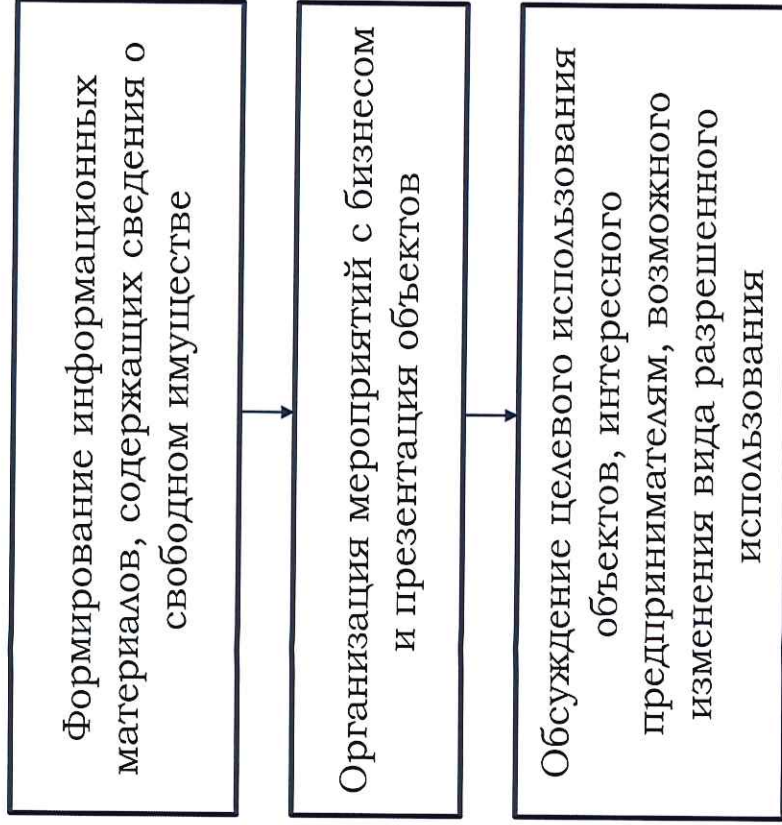 Формирование информационных
материалов, содержащих сведения о
свободном имуществе
Организация мероприятий с бизнесом
и презентация объектов
Обсуждение целевого использования
объектов, интересного
предпринимателям, возможного
изменения вида разрешенного
использования